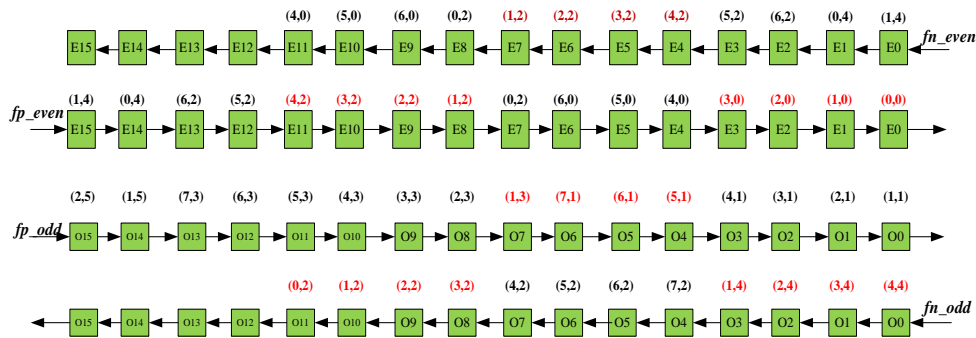 (4,0) (5,0) (6,0) (0,2) (1,2) (2,2) (3,2) (4,2) (5,2) (6,2) (0,4) (1,4)
E15 E14 E13 E12 E11 E10 E9 E8 E7 E6 E5 E4 E3 E2 E1 E0 fn_even
(1,4) (0,4) (6,2) (5,2) (4,2) (3,2) (2,2) (1,2) (0,2) (6,0) (5,0) (4,0) (3,0) (2,0) (1,0) (0,0)
fp_even E15 E14 E13 E12 E11 E10 E9 E8 E7 E6 E5 E4 E3 E2 E1 E0
(2,5) (1,5) (7,3) (6,3) (5,3) (4,3) (3,3) (2,3) (1,3) (7,1) (6,1) (5,1) (4,1) (3,1) (2,1) (1,1)
fp_odd O15 O14 O13 O12 O11 O10 O9 O8 O7 O6 O5 O4 O3 O2 O1 O0
(0,2) (1,2) (2,2) (3,2) (4,2) (5,2) (6,2) (7,2) (1,4) (2,4) (3,4) (4,4)
O15 O14 O13 O12 O11 O10 O9 O8 O7 O6 O5 O4 O3 O2 O1 O0 fn_odd